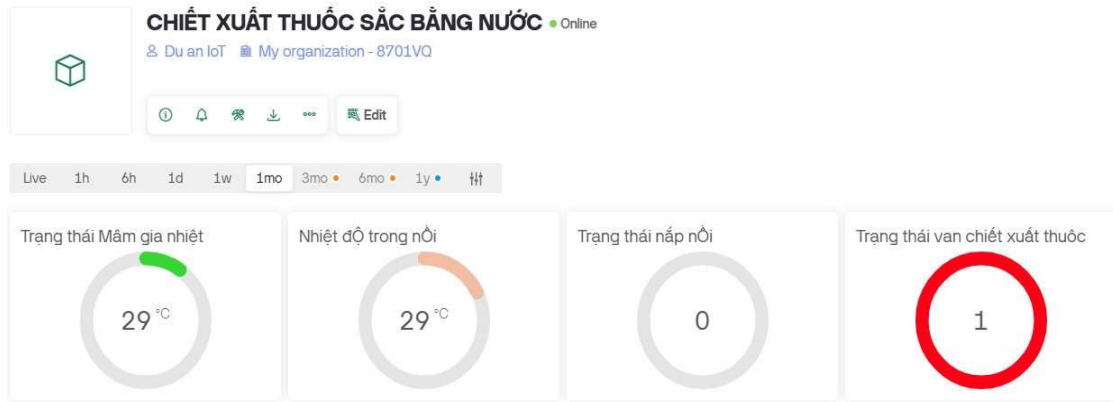 CHIẾT XUẤT THUỐC SẮC BẰNG NƯỚC Online
Du an IoT My organization - 8701VQ
Edit
Live 1h 6h 1d 1w 1mo 3mo 6mo 1y
Trạng thái Mâm gia nhiệt
29 °C
Nhiệt độ trong nồi
29 °C
Trạng thái nắp nồi
0
Trạng thái van chiết xuất thuôc
1